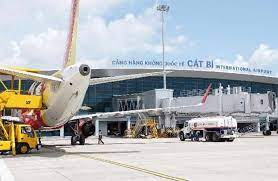 CẢNG HÀNG KHÔNG QUỐC TẾ CÁT BI INTERNATIONAL AIRPORT